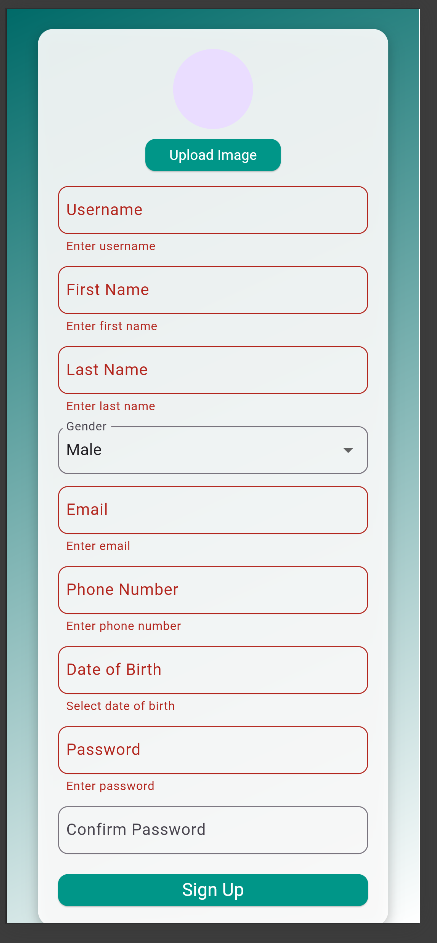 Upload Image
Username
Enter username
First Name
Enter first name
Last Name
Enter last name
Gender
Male
Email
Enter email
Phone Number
Enter phone number
Date of Birth
Select date of birth
Password
Enter password
Confirm Password
Sign Up